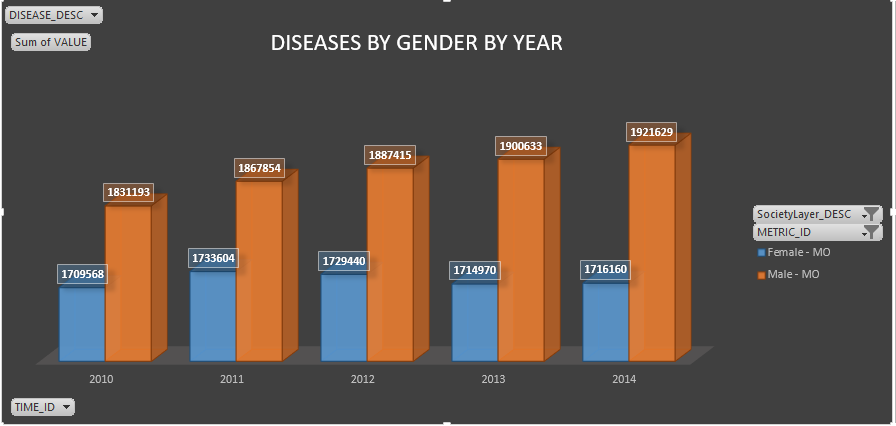 DISEASE_DESC
Sum of VALUE
DISEASES BY GENDER BY YEAR
1709568
1831193
1733604
1867854
1729440
1887415
1714970
1900633
1716160
1921629
2010
2011
2012
2013
2014
SocietyLayer_DESC
METRIC_ID
Female - MO
Male - MO
TIME_ID